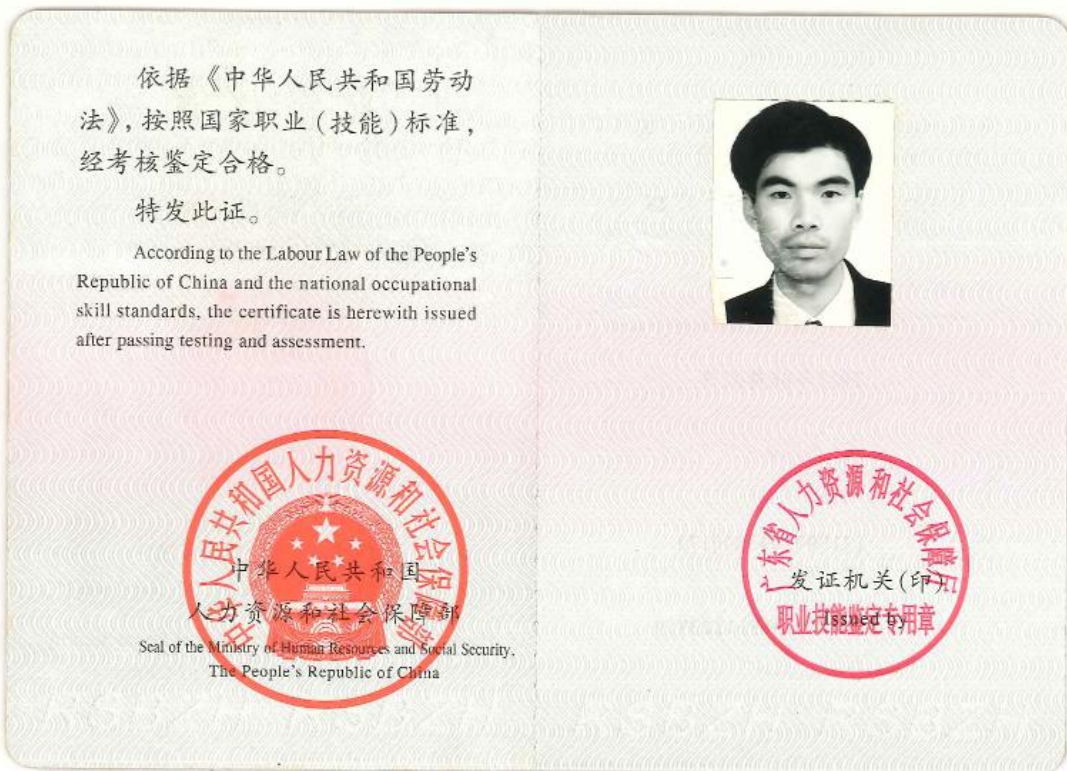 依据《中华人民共和国劳动
法》,按照国家职业(技能)标准,
经考核鉴定合格。
特发此证。
According to the Labour Law of the People's
Republic of China and the national occupational
skill standards, the certificate is herewith issued
after passing testing and assessment.
中华人民共和国人力资源和社会保障部
中华人民共和国
人力资源和社会保障部
Seal of the Ministry of Human Resources and Social Security,
The People's Republic of China
广东省人力资源和社会保障厅
发证机关(印)
Issued by
职业技能鉴定专用章